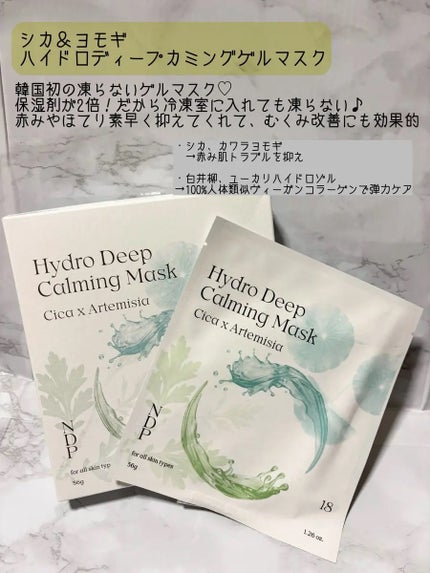 シカ&ヨモギ
ハイドロディープカミングゲルマスク
韓国初の凍らないゲルマスク♡
保湿剤が2倍！だから冷凍室に入れても凍らない♪
赤みやほてり素早く抑えてくれて、むくみ改善にも効果的
・シカ、カワラヨモギ
→赤み肌トラブルを抑え
・白井柳、ユーカリハイドロゾル
→100%人体類似ヴィーガンコラーゲンで弾力ケア
Hydro Deep
Calming Mask
Cica x Artemisia
NDP
for all skin types
56g
Hydro Deep
Calming Mask
Cica x Artemisia
NDP
for all skin types
36g
18
1.26 oz.